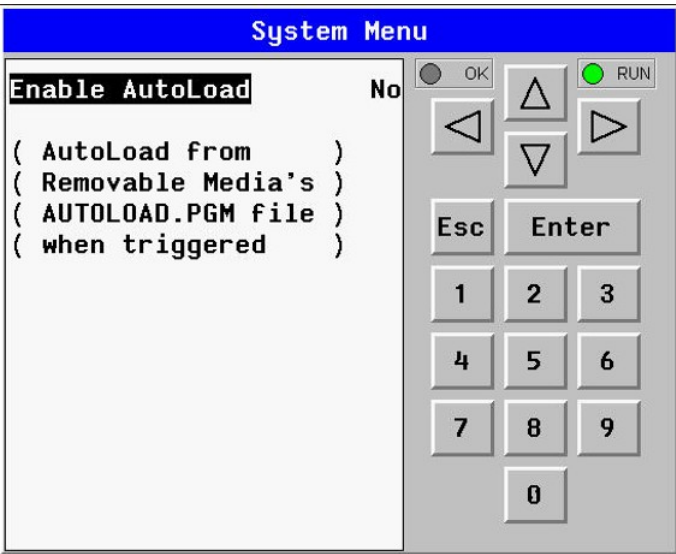 System Menu
Enable AutoLoad No
( AutoLoad from )
( Removable Media's )
( AUTOLOAD.PGM file )
( when triggered )
OK
RUN
Esc
Enter
1 2 3
4 5 6
7 8 9
0